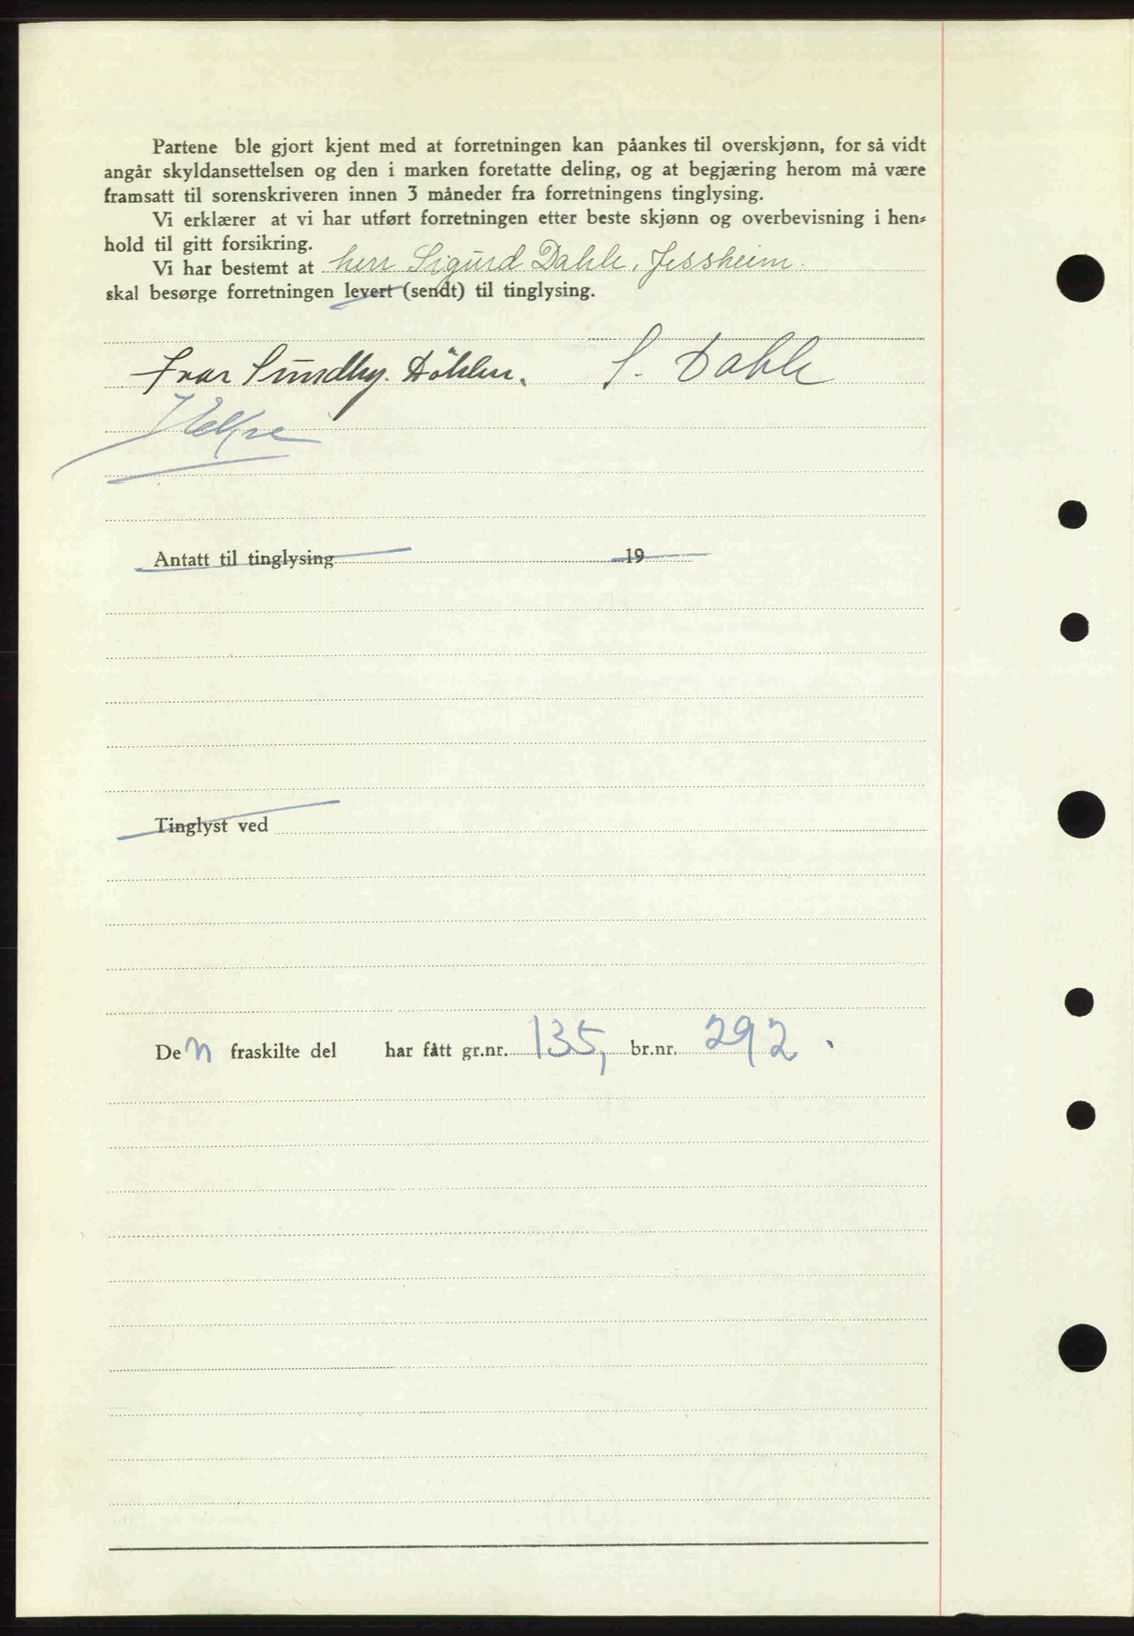 Partene ble gjort kjent med at forretningen kan påankes til overskjønn, for så vidt
angår skyldansettelsen og den i marken foretatte deling, og at begjæring herom må være
framsatt til sorenskriveren innen 3 måneder fra forretningens tinglysing.
Vi erklærer at vi har utført forretningen etter beste skjønn og overbevisning i hen-
hold til gitt forsikring.
Vi har bestemt at herr Sigurd Dahle, Jessheim.
skal besørge forretningen levert (sendt) til tinglysing.
Ivar Sundby. Døhlen. S. Dahle
Antatt til tinglysing 19
Tinglyst ved
Den fraskilte del har fått gr.nr. 135, br.nr. 292.